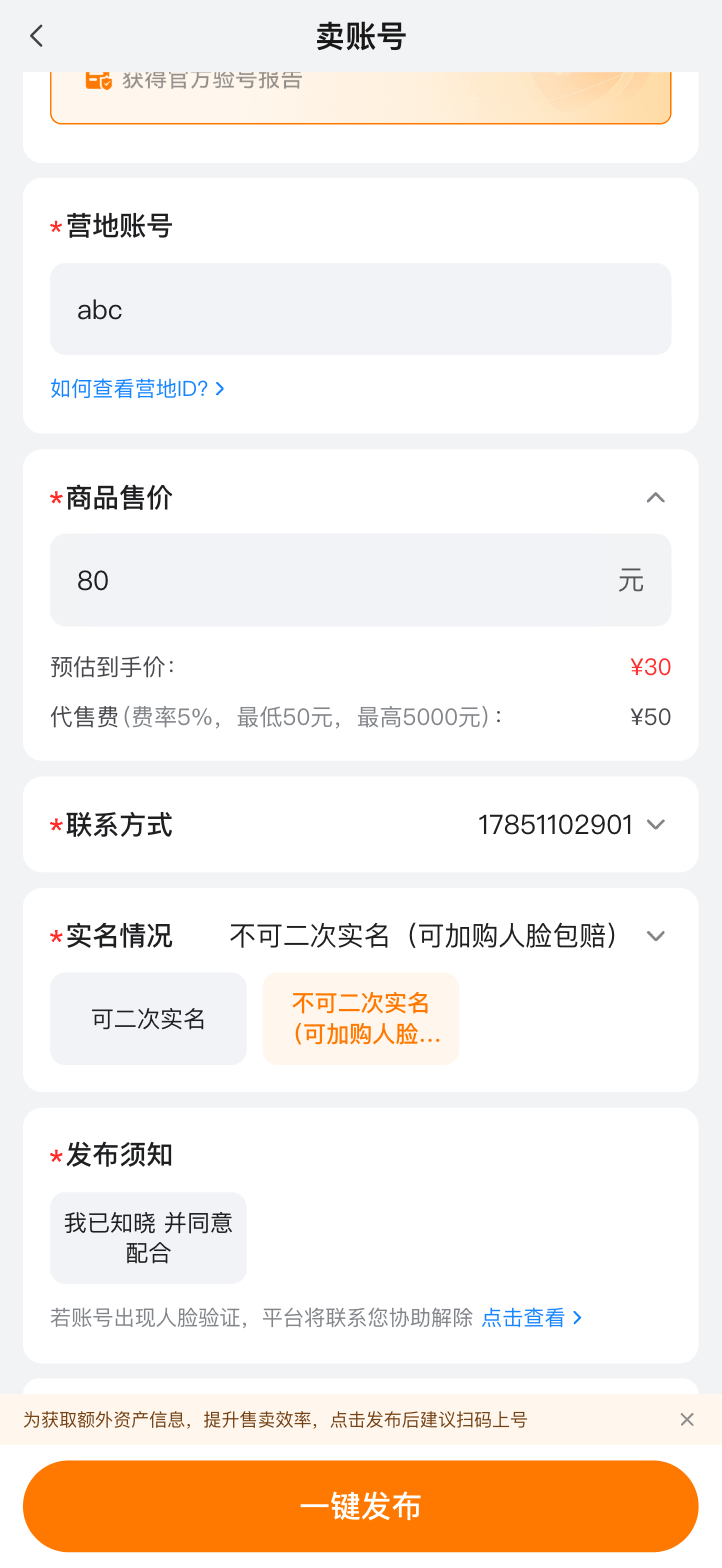 卖账号
获得官方验号报告
*营地账号
abc
如何查看营地ID?
*商品售价
80 元
预估到手价： ¥30
代售费(费率5%，最低50元，最高5000元)： ¥50
*联系方式 17851102901
*实名情况 不可二次实名（可加购人脸包赔）
可二次实名
不可二次实名
（可加购人脸...
*发布须知
我已知晓 并同意
配合
若账号出现人脸验证，平台将联系您协助解除 点击查看
为获取额外资产信息，提升售卖效率，点击发布后建议扫码上号
一键发布